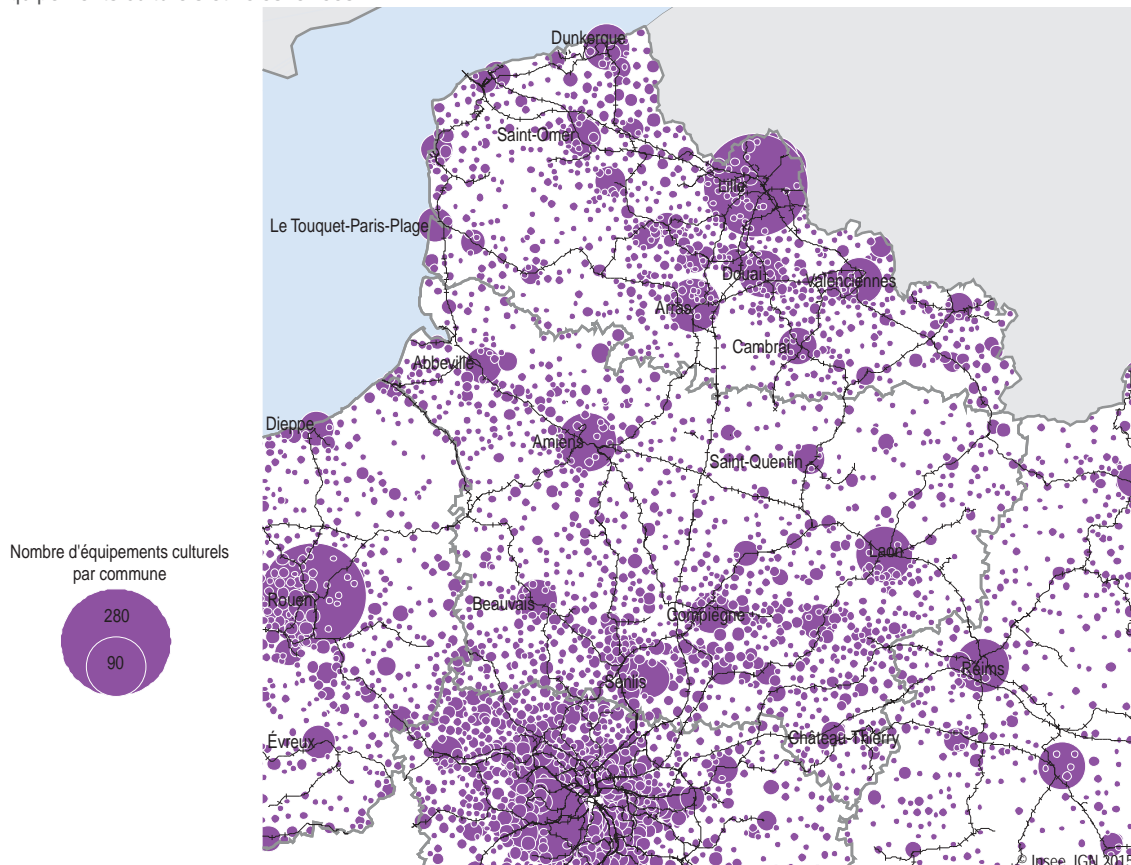 Dunkerque
Saint-Omer
Lille
Le Touquet-Paris-Plage
Douai
Valenciennes
Arras
Cambrai
Abbeville
Dieppe
Amiens
Saint-Quentin
Nombre d'équipements culturels
par commune
280
90
Laon
Rouen
Beauvais
Compiègne
Reims
Senlis
Évreux
Château-Thierry
© Insee, IGN